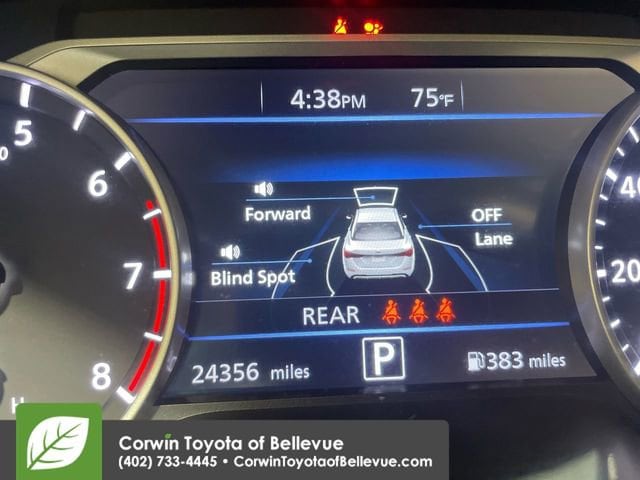 4:38PM 75°F
Forward
OFF
Lane
Blind Spot
REAR
P
24356 miles
383 miles
5
6
7
8
H
40
20
Corwin Toyota of Bellevue
(402) 733-4445 • CorwinToyotaofBellevue.com